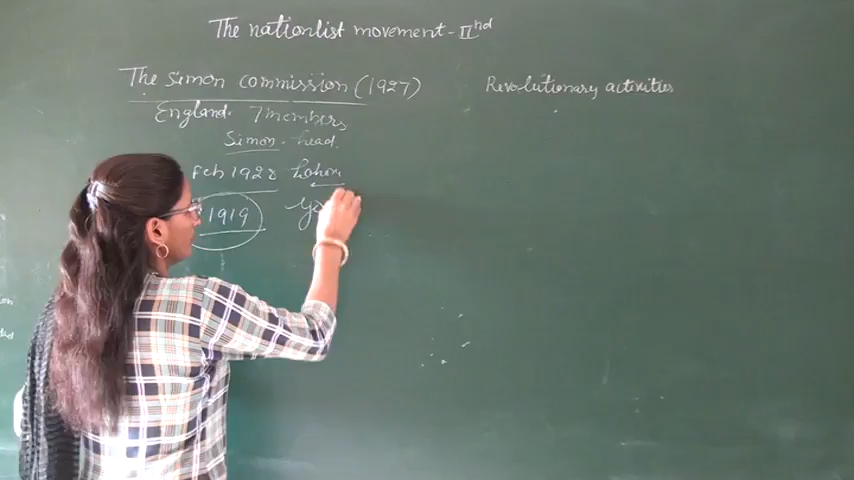 The nationlist movement - IInd
The Simon commission (1927)
England. 7 members
Simon - head.
Feb 1928 Lahore
1919
Revolutionary activities